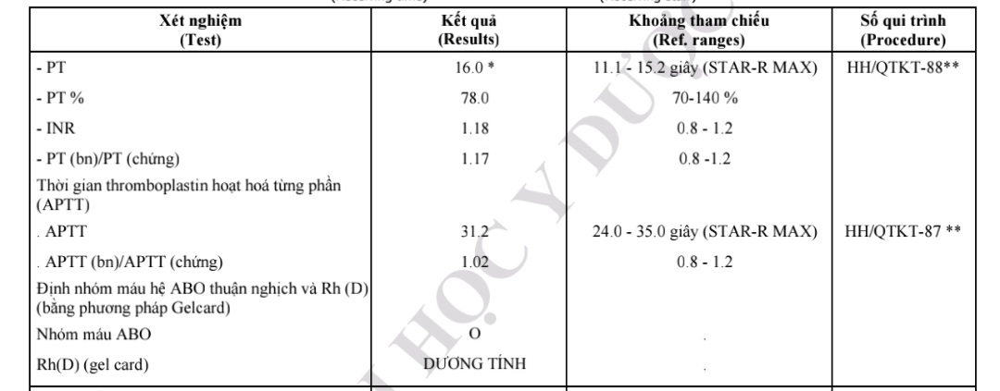 Xét nghiệm Kết quả Khoảng tham chiếu Số qui trình
(Test) (Results) (Ref. ranges) (Procedure)
- PT 16.0 * 11.1 - 15.2 giây (STAR-R MAX) HH/QTKT-88**
- PT % 78.0 70-140 %
- INR 1.18 0.8 - 1.2
- PT (bn)/PT (chứng) 1.17 0.8 -1.2
Thời gian thromboplastin hoạt hoá từng phần
(APTT)
. APTT 31.2 24.0 - 35.0 giây (STAR-R MAX) HH/QTKT-87 **
. APTT (bn)/APTT (chứng) 1.02 0.8 - 1.2
Định nhóm máu hệ ABO thuận nghịch và Rh (D)
(bằng phương pháp Gelcard)
Nhóm máu ABO O .
Rh(D) (gel card) DƯƠNG TÍNH .
HỌC Y DƯỢC